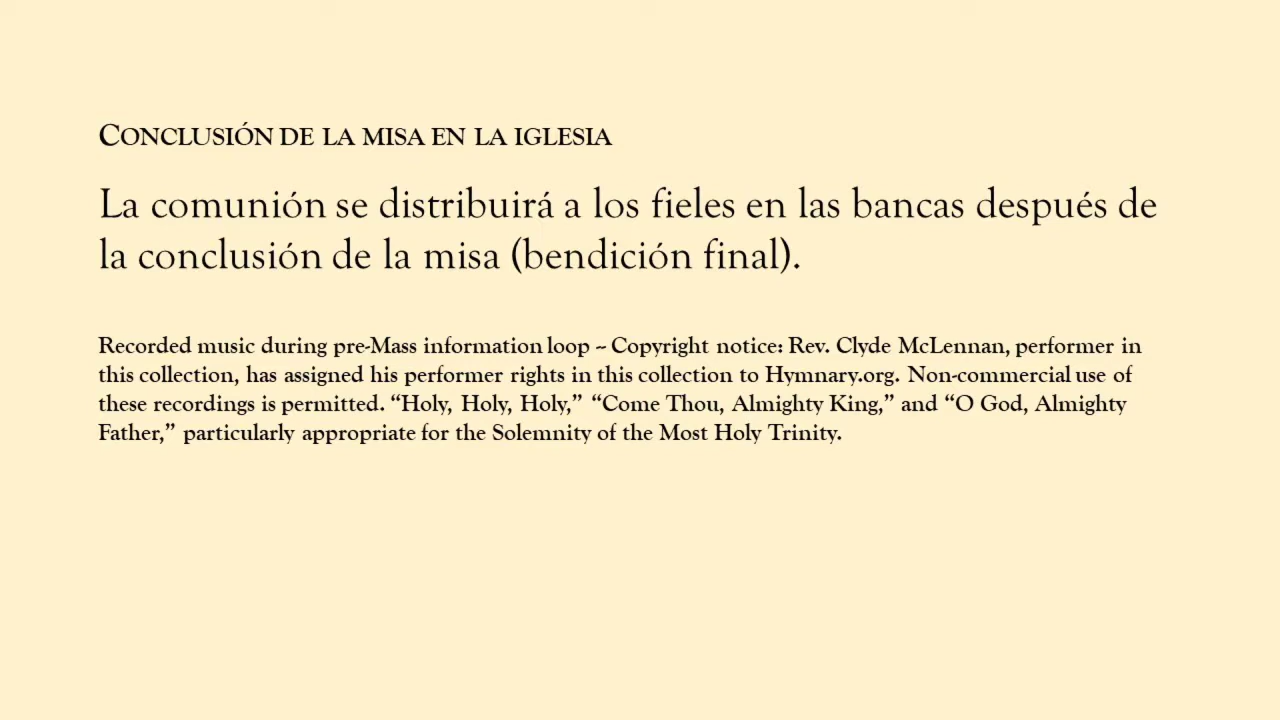 CONCLUSIÓN DE LA MISA EN LA IGLESIA
La comunión se distribuirá a los fieles en las bancas después de
la conclusión de la misa (bendición final).
Recorded music during pre-Mass information loop – Copyright notice: Rev. Clyde McLennan, performer in
this collection, has assigned his performer rights in this collection to Hymnary.org. Non-commercial use of
these recordings is permitted. “Holy, Holy, Holy,” “Come Thou, Almighty King,” and “O God, Almighty
Father,” particularly appropriate for the Solemnity of the Most Holy Trinity.